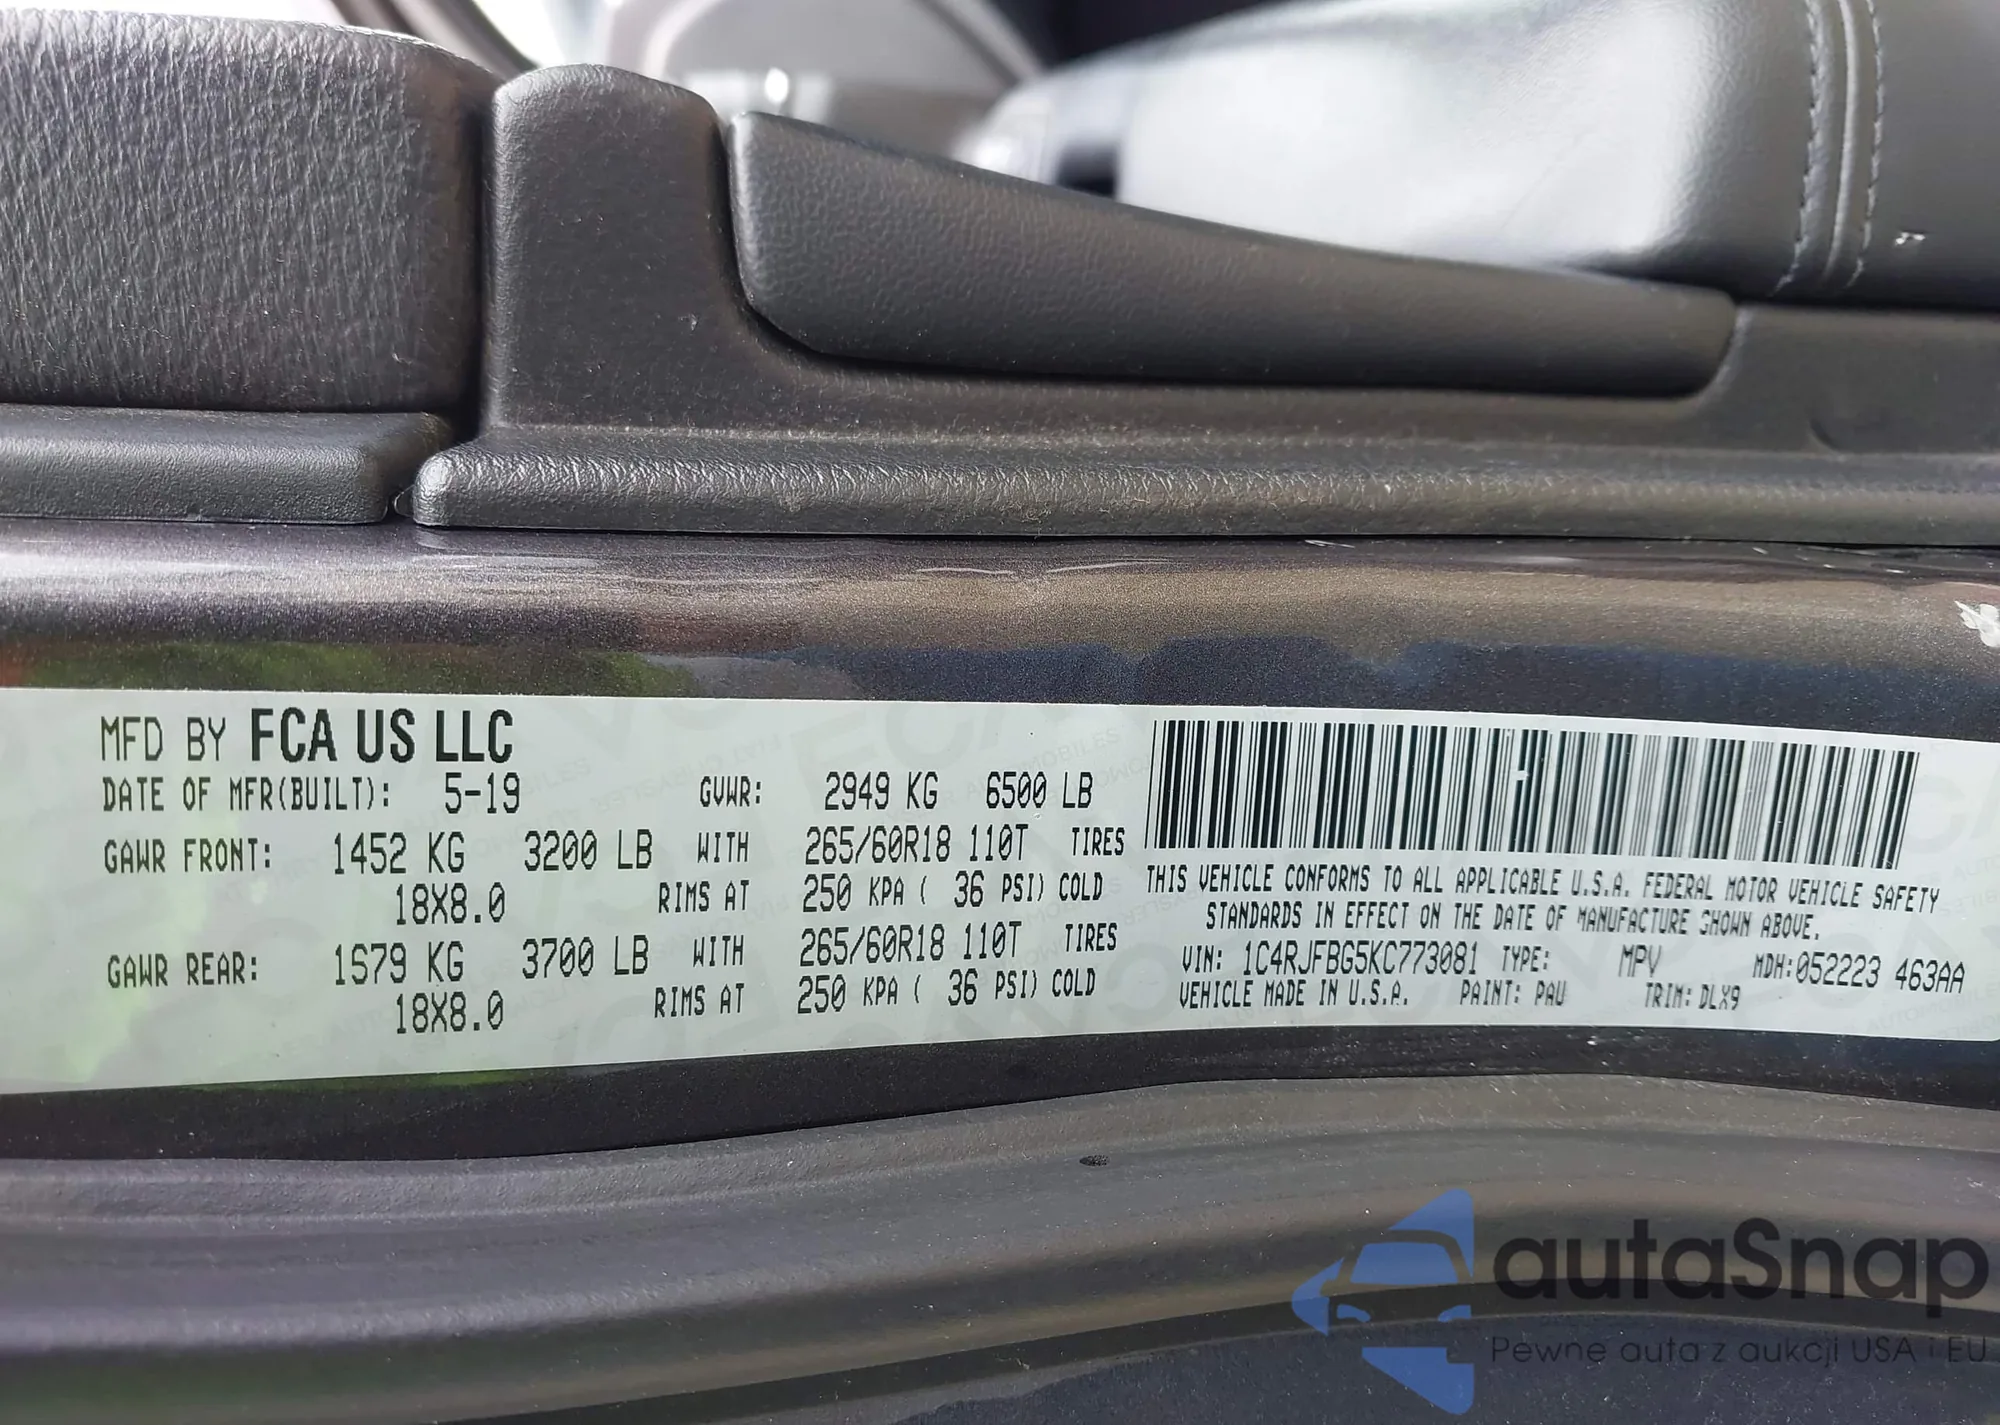 MFD BY FCA US LLC
DATE OF MFR(BUILT): 5-19 GVWR: 2949 KG 6500 LB
GAWR FRONT: 1452 KG 3200 LB WITH 265/60R18 110T TIRES
18X8.0 RIMS AT 250 KPA ( 36 PSI) COLD
GAWR REAR: 1679 KG 3700 LB WITH 265/60R18 110T TIRES
18X8.0 RIMS AT 250 KPA ( 36 PSI) COLD
THIS VEHICLE CONFORMS TO ALL APPLICABLE U.S.A. FEDERAL MOTOR VEHICLE SAFETY
STANDARDS IN EFFECT ON THE DATE OF MANUFACTURE SHOWN ABOVE.
VIN: 1C4RJFBG5KC773081 TYPE: MPV MDH:052223 463AA
VEHICLE MADE IN U.S.A. PAINT: PAU TRIM: DLX9
autaSnap
Pewne auta z aukcji USA i EU